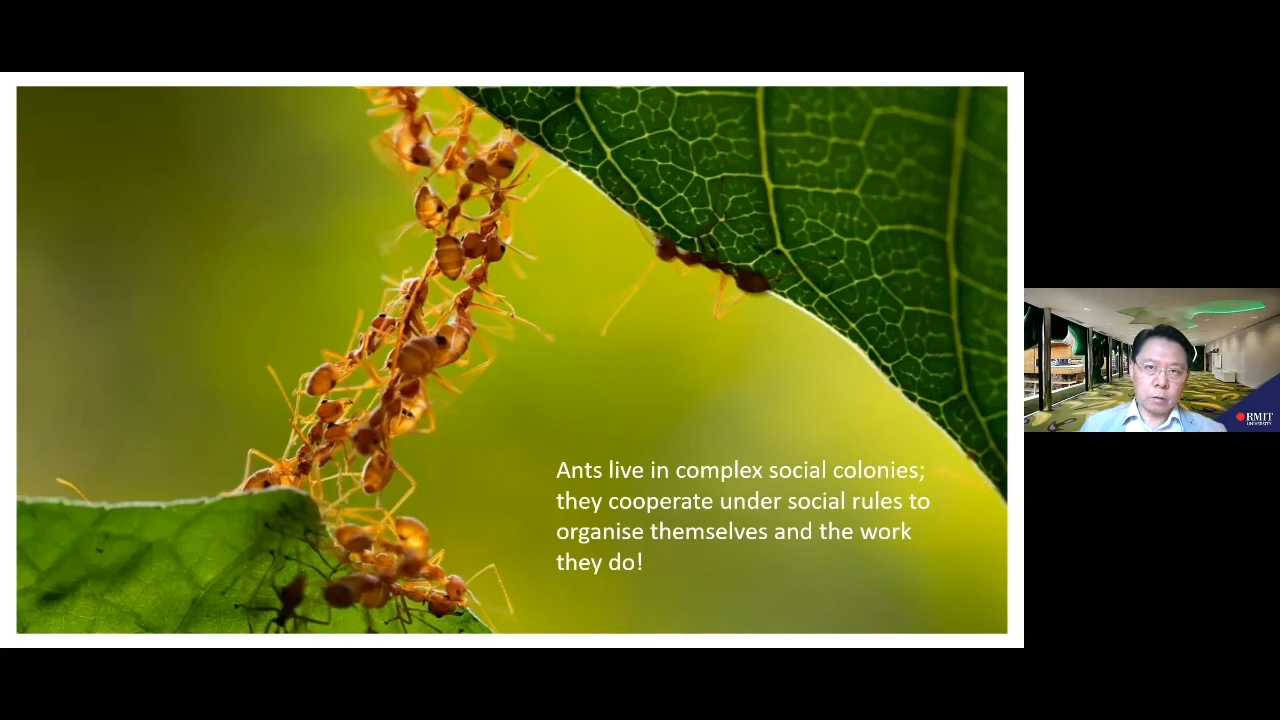 Ants live in complex social colonies;
they cooperate under social rules to
organise themselves and the work
they do!
RMIT
UNIVERSITY